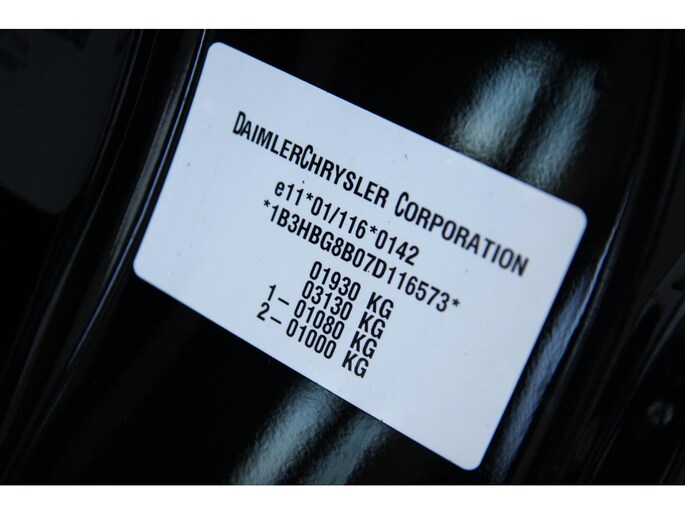 DAIMLERCHRYSLER CORPORATION
e11*01/116*0142
*1B3HBG8B07D116573*
01930 KG
03130 KG
1-01080 KG
2-01000 KG